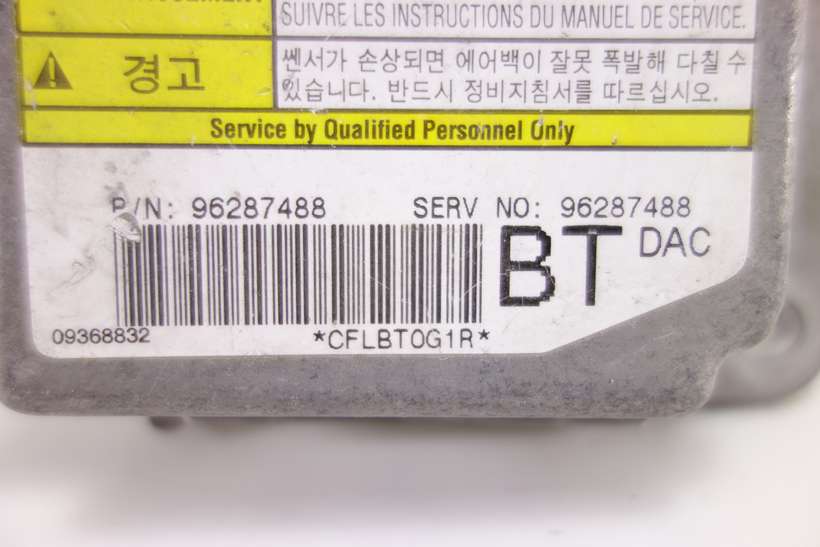 SUIVRE LES INSTRUCTIONS DU MANUEL DE SERVICE.
경고
쎈서가 손상되면 에어백이 잘못 폭발해 다칠 수
있습니다. 반드시 정비지침서를 따르십시오.
Service by Qualified Personnel Only
P/N: 96287488 SERV NO: 96287488
BT DAC
09368832 *CFLBT0G1R*